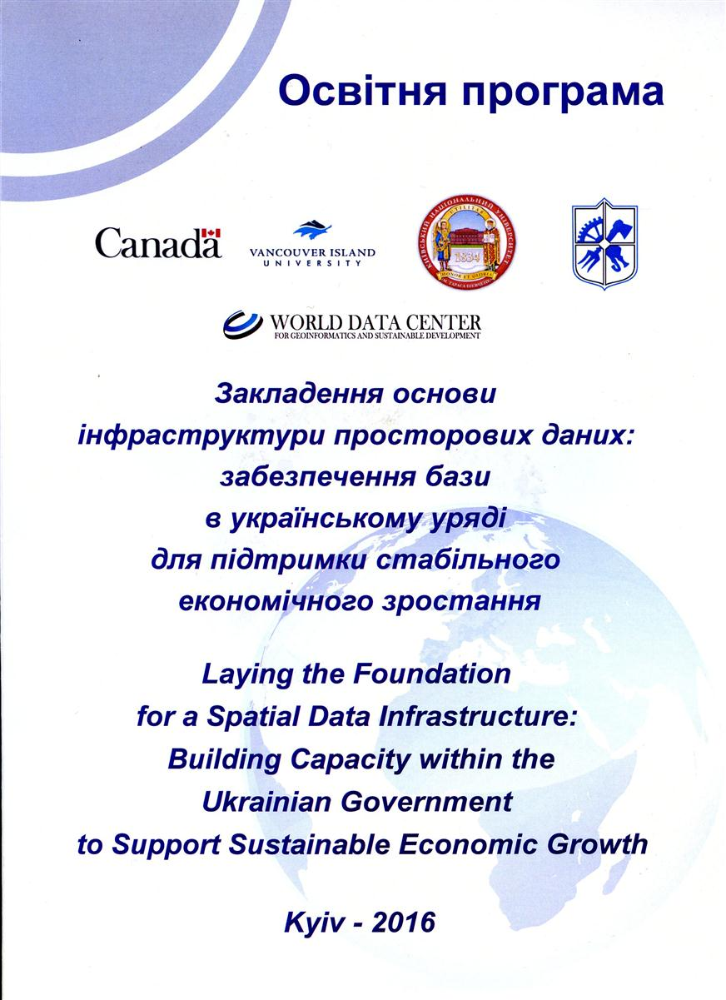 Освітня програма
Canada
VANCOUVER ISLAND
UNIVERSITY
КИЇВСЬКИЙ НАЦІОНАЛЬНИЙ УНІВЕРСИТЕТ
UTILITAS
1834
HONOR ET GLORIA
ІМ. ТАРАСА ШЕВЧЕНКА
WORLD DATA CENTER
FOR GEOINFORMATICS AND SUSTAINABLE DEVELOPMENT
Закладення основи
інфраструктури просторових даних:
забезпечення бази
в українському уряді
для підтримки стабільного
економічного зростання
Laying the Foundation
for a Spatial Data Infrastructure:
Building Capacity within the
Ukrainian Government
to Support Sustainable Economic Growth
Kyiv - 2016